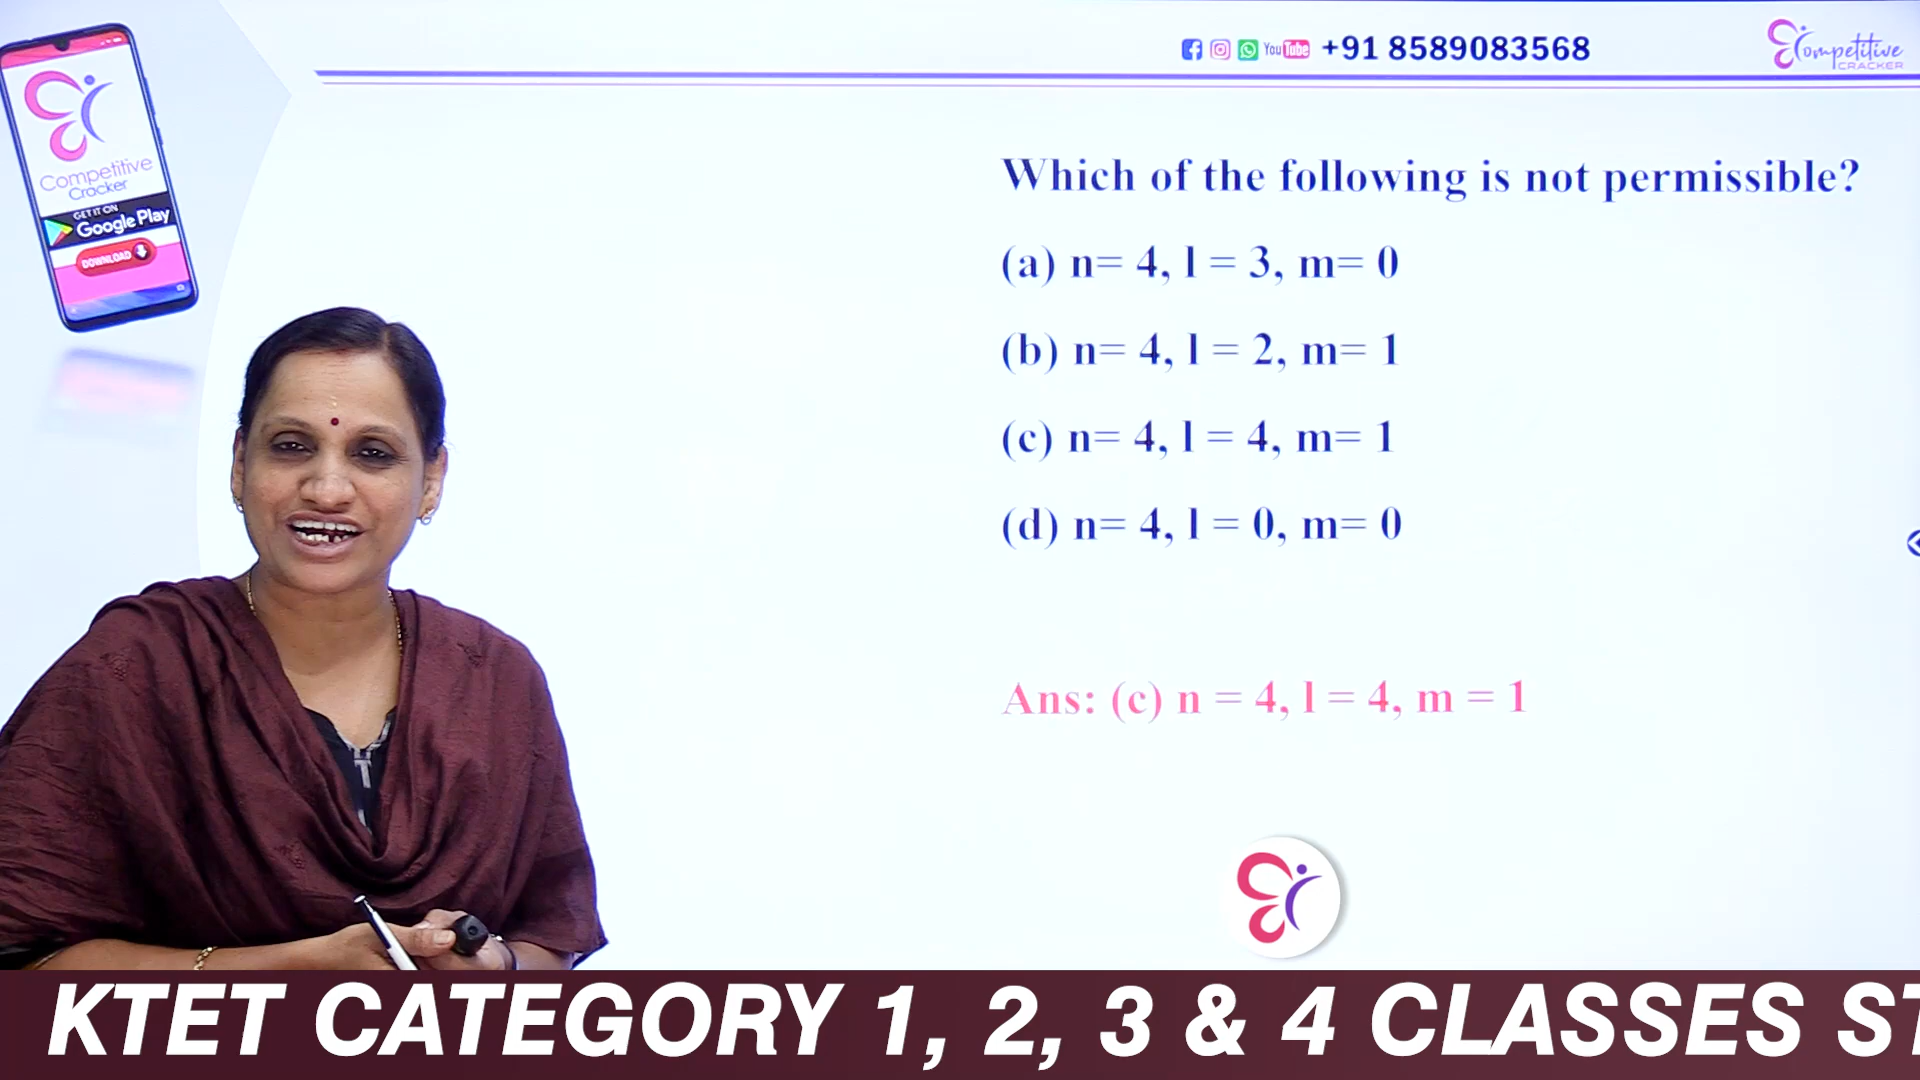 You Tube +91 8589083568
Competitive
CRACKER
Competitive
Cracker
GET IT ON
Google Play
DOWNLOAD
Which of the following is not permissible?
(a) n= 4, l = 3, m= 0
(b) n= 4, l = 2, m= 1
(c) n= 4, l = 4, m= 1
(d) n= 4, l = 0, m= 0
Ans: (c) n = 4, l = 4, m = 1
KTET CATEGORY 1, 2, 3 & 4 CLASSES ST